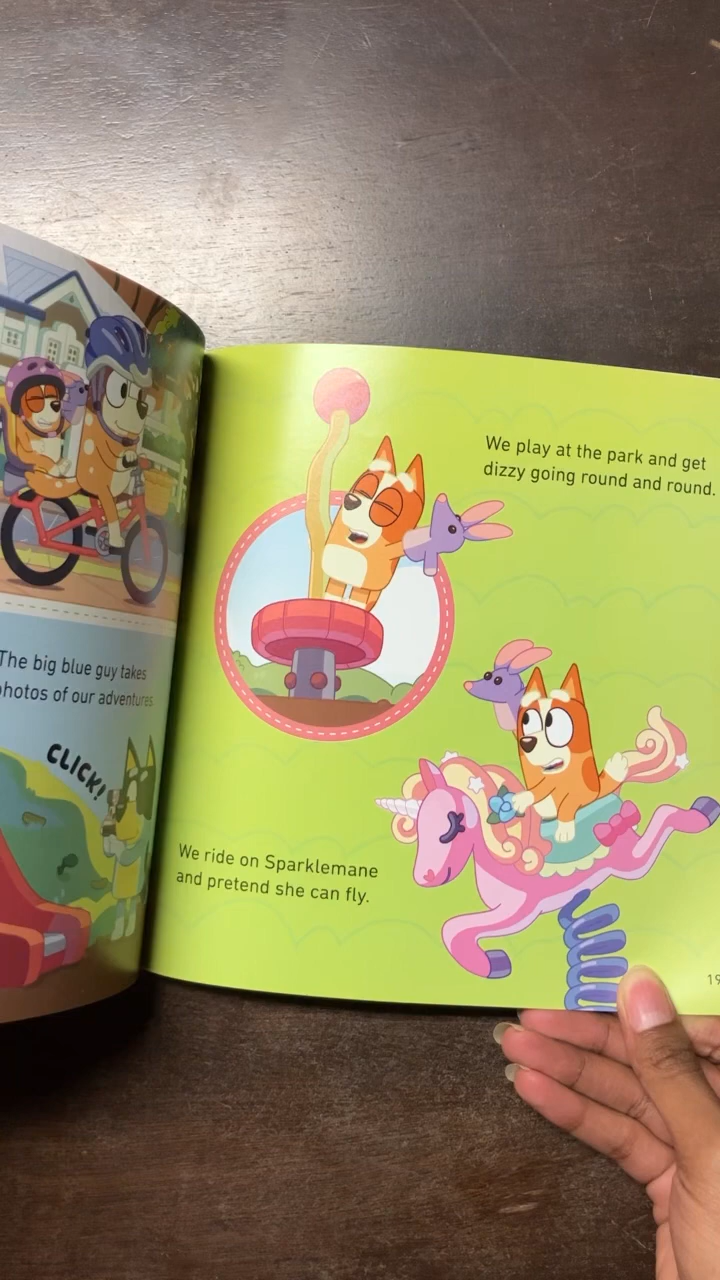 The big blue guy takes
photos of our adventures.
CLICK!
We play at the park and get
dizzy going round and round.
We ride on Sparklemane
and pretend she can fly.
19